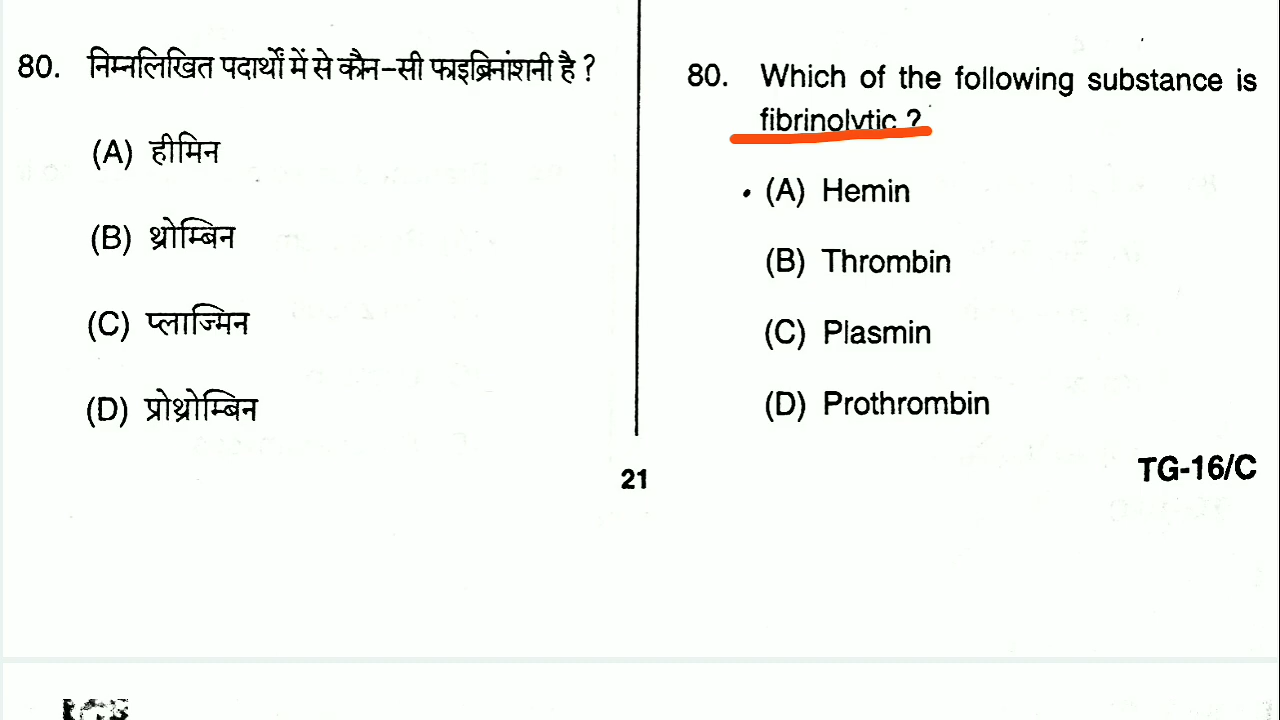 80. निम्नलिखित पदार्थों में से कौन-सी फाइब्रिनांशनी है ?
(A) हीमिन
(B) थ्रोम्बिन
(C) प्लाज्मिन
(D) प्रोथ्रोम्बिन
80. Which of the following substance is
fibrinolytic ?
(A) Hemin
(B) Thrombin
(C) Plasmin
(D) Prothrombin
21
TG-16/C